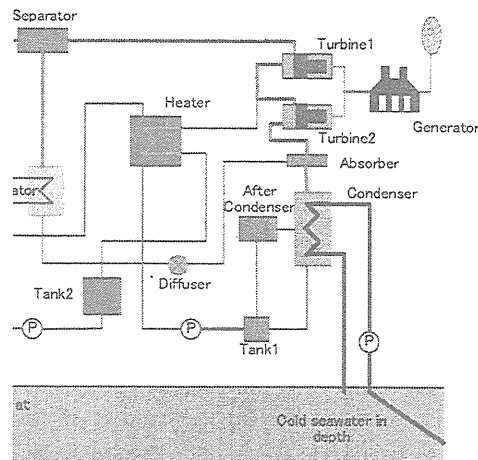 Separator
Turbine1
Heater
Generator
Turbine2
Absorber
After
Condenser
Condenser
ator
Diffuser
Tank2
P
P
Tank1
P
at
Cold seawater in
depth